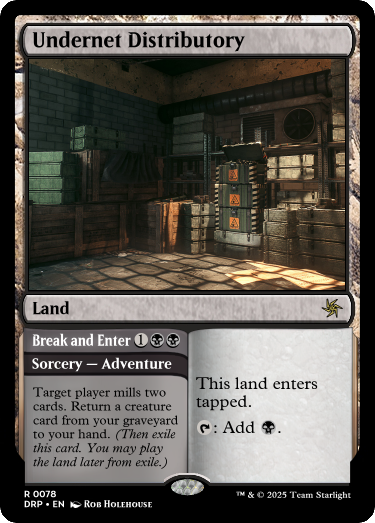 Undernet Distributory
Land
Break and Enter 1
Sorcery — Adventure
Target player mills two
cards. Return a creature
card from your graveyard
to your hand. (Then exile
this card. You may play
the land later from exile.)
This land enters
tapped.
: Add .
R 0078
DRP • EN Rob Holehouse
™ & © 2025 Team Starlight